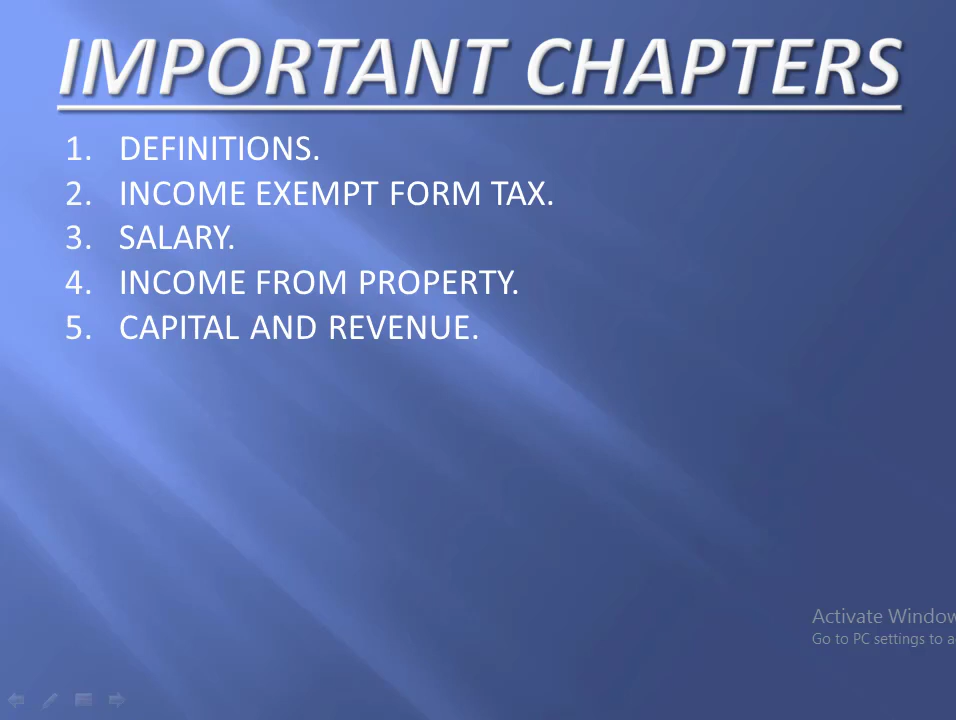 IMPORTANT CHAPTERS
1. DEFINITIONS.
2. INCOME EXEMPT FORM TAX.
3. SALARY.
4. INCOME FROM PROPERTY.
5. CAPITAL AND REVENUE.
Activate Window
Go to PC settings to a